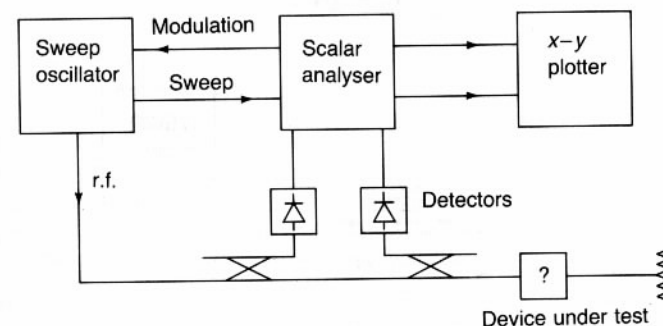 Modulation
Sweep
oscillator
Sweep
Scalar
analyser
x–y
plotter
r.f.
Detectors
?
Device under test